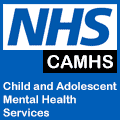 NHS
CAMHS
Child and Adolescent
Mental Health
Services